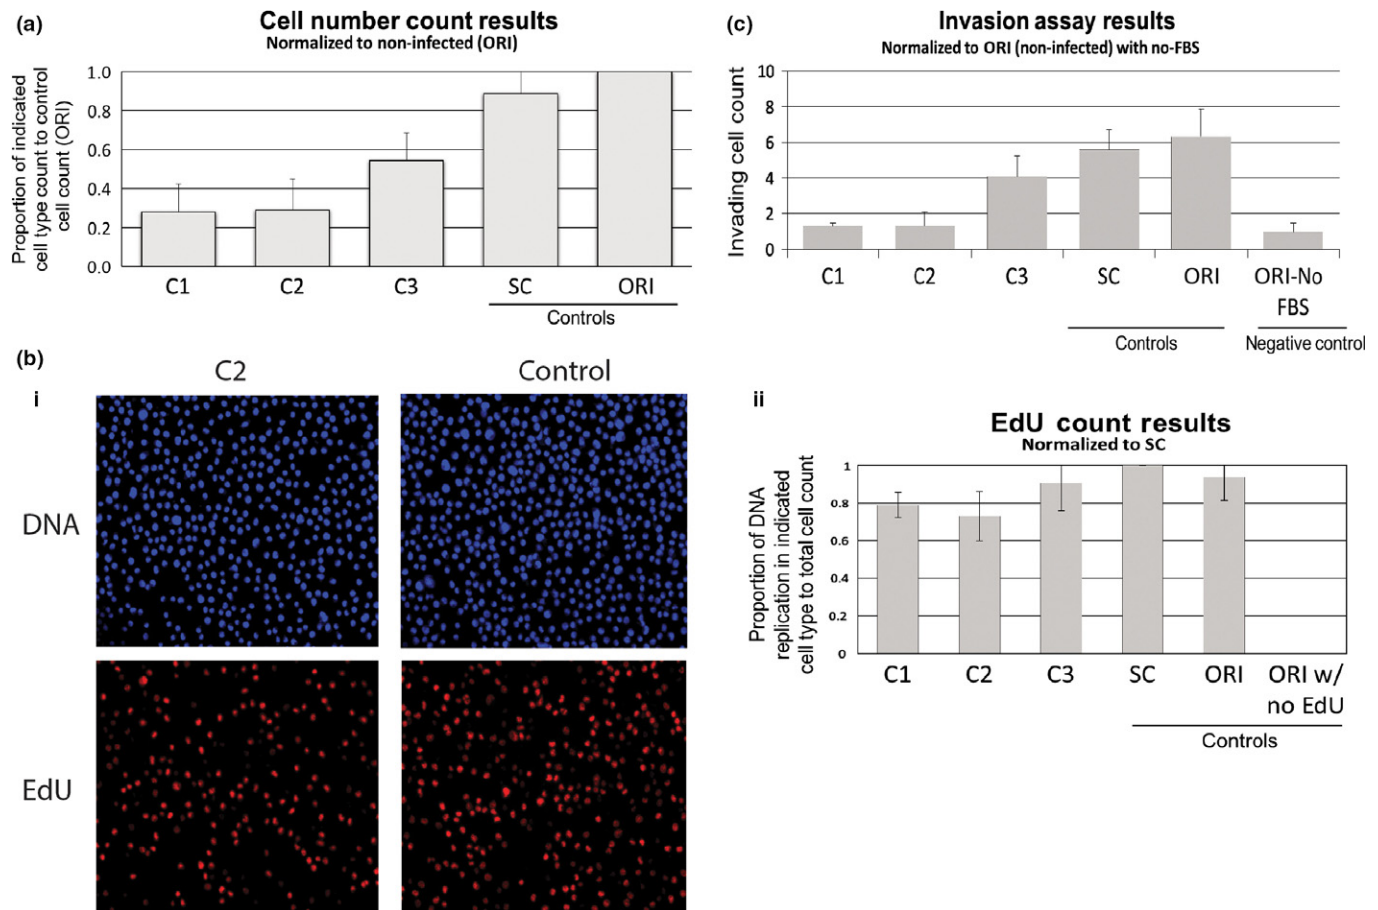 (a)
Cell number count results
Normalized to non-infected (ORI)
Proportion of indicated
cell type count to control
cell count (ORI)
1.0
0.8
0.6
0.4
0.2
0.0
C1
C2
C3
SC
ORI
Controls
(c)
Invasion assay results
Normalized to ORI (non-infected) with no-FBS
Invading cell count
10
8
6
4
2
0
C1
C2
C3
SC
ORI
ORI-No
FBS
Controls
Negative control
(b)
i
C2
Control
DNA
EdU
ii
EdU count results
Normalized to SC
Proportion of DNA
replication in indicated
cell type to total cell count
1
0.8
0.6
0.4
0.2
0
C1
C2
C3
SC
ORI
ORI w/
no EdU
Controls